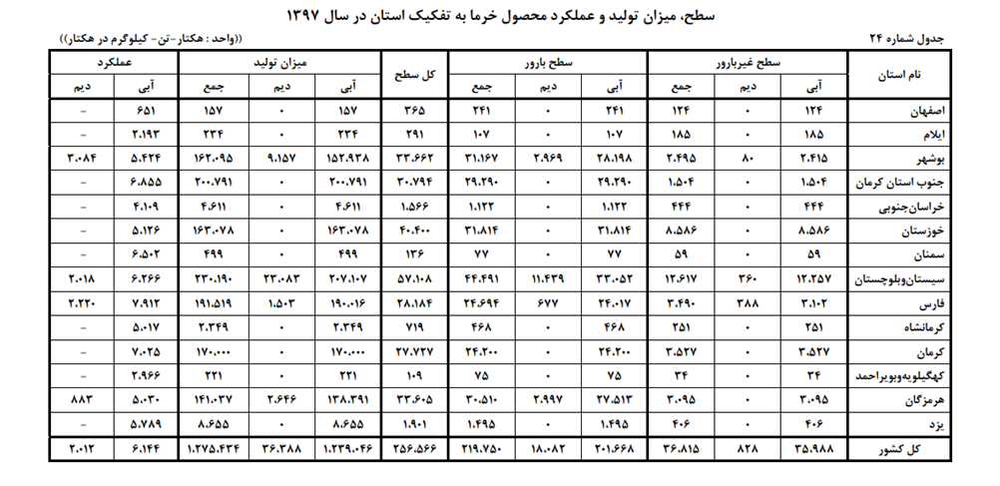 سطح، میزان تولید و عملکرد محصول خرما به تفکیک استان در سال ۱۳۹۷
جدول شماره ۲۴ ((واحد : هکتار-تن- کیلوگرم در هکتار))
نام استان سطح غیربارور سطح بارور کل سطح میزان تولید عملکرد
آبی دیم جمع آبی دیم جمع آبی دیم جمع آبی دیم
اصفهان ۱۲۴ ۰ ۱۲۴ ۲۴۱ ۰ ۲۴۱ ۳۶۵ ۱۵۷ ۰ ۱۵۷ ۶۵۱ -
ایلام ۱۸۵ ۰ ۱۸۵ ۱۰۷ ۰ ۱۰۷ ۲۹۱ ۲۳۴ ۰ ۲۳۴ ۲.۱۹۳ -
بوشهر ۲.۴۱۵ ۸۰ ۲.۴۹۵ ۲۸.۱۹۸ ۲.۹۶۹ ۳۱.۱۶۷ ۳۳.۶۶۲ ۱۵۲.۹۳۸ ۹.۱۵۷ ۱۶۲.۰۹۵ ۵.۴۲۴ ۳.۰۸۴
جنوب استان کرمان ۱.۵۰۴ ۰ ۱.۵۰۴ ۲۹.۲۹۰ ۰ ۲۹.۲۹۰ ۳۰.۷۹۴ ۲۰۰.۷۹۱ ۰ ۲۰۰.۷۹۱ ۶.۸۵۵ -
خراسان‌جنوبی ۴۴۴ ۰ ۴۴۴ ۱.۱۲۲ ۰ ۱.۱۲۲ ۱.۵۶۶ ۴.۶۱۱ ۰ ۴.۶۱۱ ۴.۱۰۹ -
خوزستان ۸.۵۸۶ ۰ ۸.۵۸۶ ۳۱.۸۱۴ ۰ ۳۱.۸۱۴ ۴۰.۴۰۰ ۱۶۳.۰۷۸ ۰ ۱۶۳.۰۷۸ ۵.۱۲۶ -
سمنان ۵۹ ۰ ۵۹ ۷۷ ۰ ۷۷ ۱۳۶ ۴۹۹ ۰ ۴۹۹ ۶.۵۰۲ -
سیستان‌وبلوچستان ۱۲.۲۵۷ ۳۶۰ ۱۲.۶۱۷ ۳۳.۰۵۲ ۱۱.۴۳۹ ۴۴.۴۹۱ ۵۷.۱۰۸ ۲۰۷.۱۰۷ ۲۳.۰۸۳ ۲۳۰.۱۹۰ ۶.۲۶۶ ۲.۰۱۸
فارس ۳.۱۰۲ ۳۸۸ ۳.۴۹۰ ۲۴.۰۱۷ ۶۷۷ ۲۴.۶۹۴ ۲۸.۱۸۴ ۱۹۰.۰۱۶ ۱.۵۰۳ ۱۹۱.۵۱۹ ۷.۹۱۲ ۲.۲۲۰
کرمانشاه ۲۵۱ ۰ ۲۵۱ ۴۶۸ ۰ ۴۶۸ ۷۱۹ ۲.۳۴۹ ۰ ۲.۳۴۹ ۵.۰۱۷ -
کرمان ۳.۵۲۷ ۰ ۳.۵۲۷ ۲۴.۲۰۰ ۰ ۲۴.۲۰۰ ۲۷.۷۲۷ ۱۷۰.۰۰۰ ۰ ۱۷۰.۰۰۰ ۷.۰۲۵ -
کهگیلویه‌وبویراحمد ۳۴ ۰ ۳۴ ۷۵ ۰ ۷۵ ۱۰۹ ۲۲۱ ۰ ۲۲۱ ۲.۹۶۶ -
هرمزگان ۳.۰۹۵ ۰ ۳.۰۹۵ ۲۷.۵۱۳ ۲.۹۹۷ ۳۰.۵۱۰ ۳۳.۶۰۵ ۱۳۸.۳۹۱ ۲.۶۴۶ ۱۴۱.۰۳۷ ۵.۰۳۰ ۸۸۳
یزد ۴۰۶ ۰ ۴۰۶ ۱.۴۹۵ ۰ ۱.۴۹۵ ۱.۹۰۱ ۸.۶۵۵ ۰ ۸.۶۵۵ ۵.۷۸۹ -
کل کشور ۳۵.۹۸۸ ۸۲۸ ۳۶.۸۱۵ ۲۰۱.۶۶۸ ۱۸.۰۸۲ ۲۱۹.۷۵۰ ۲۵۶.۵۶۶ ۱.۲۳۹.۰۴۶ ۳۶.۳۸۸ ۱.۲۷۵.۴۳۴ ۶.۱۴۴ ۲.۰۱۲